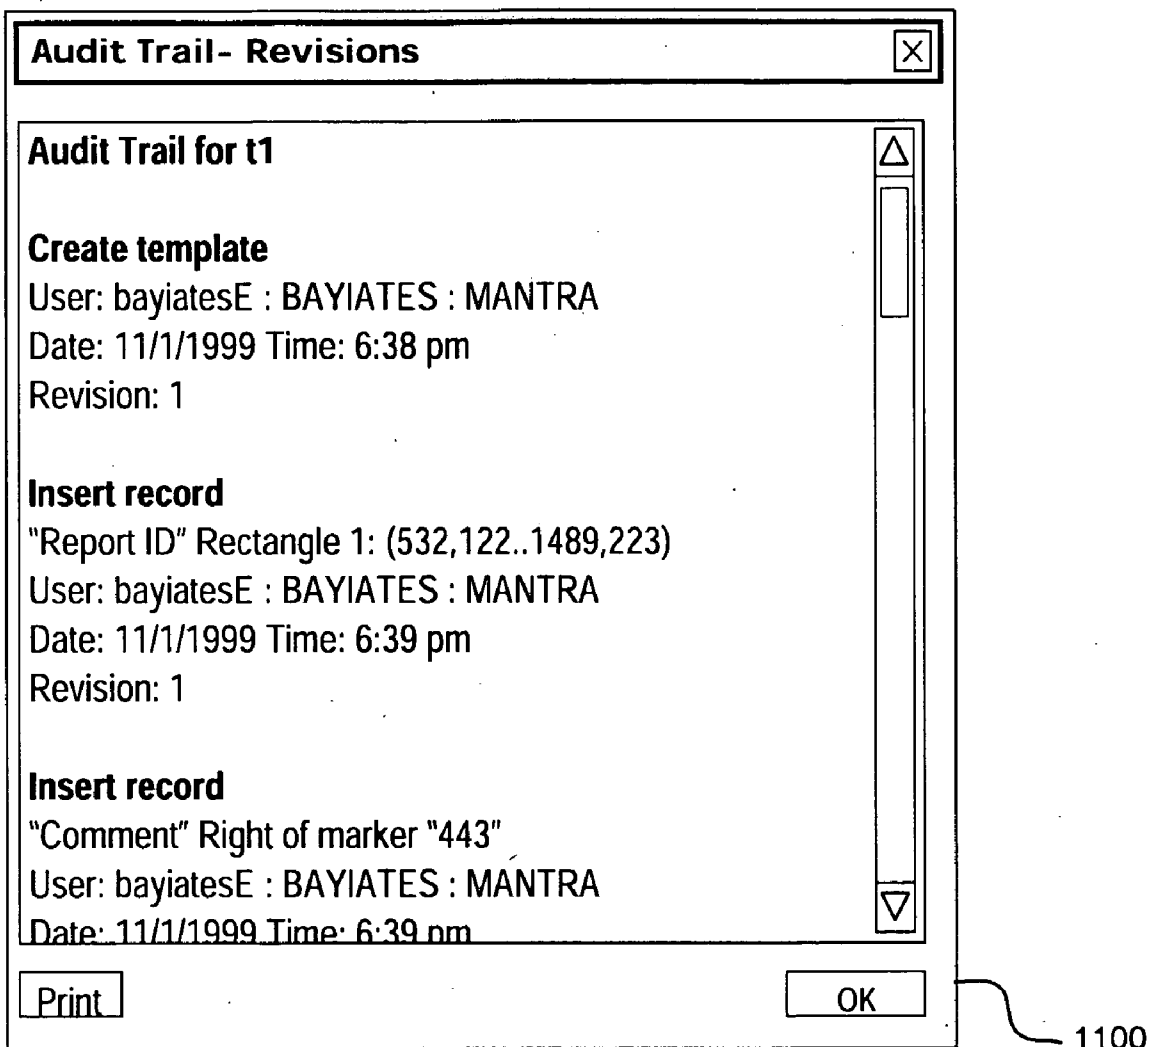 Audit Trail- Revisions
Audit Trail for t1
Create template
User: bayiatesE : BAYIATES : MANTRA
Date: 11/1/1999 Time: 6:38 pm
Revision: 1
Insert record
"Report ID" Rectangle 1: (532,122..1489,223)
User: bayiatesE : BAYIATES : MANTRA
Date: 11/1/1999 Time: 6:39 pm
Revision: 1
Insert record
"Comment" Right of marker "443"
User: bayiatesE : BAYIATES : MANTRA
Date: 11/1/1999 Time: 6:39 pm
Print
OK
1100